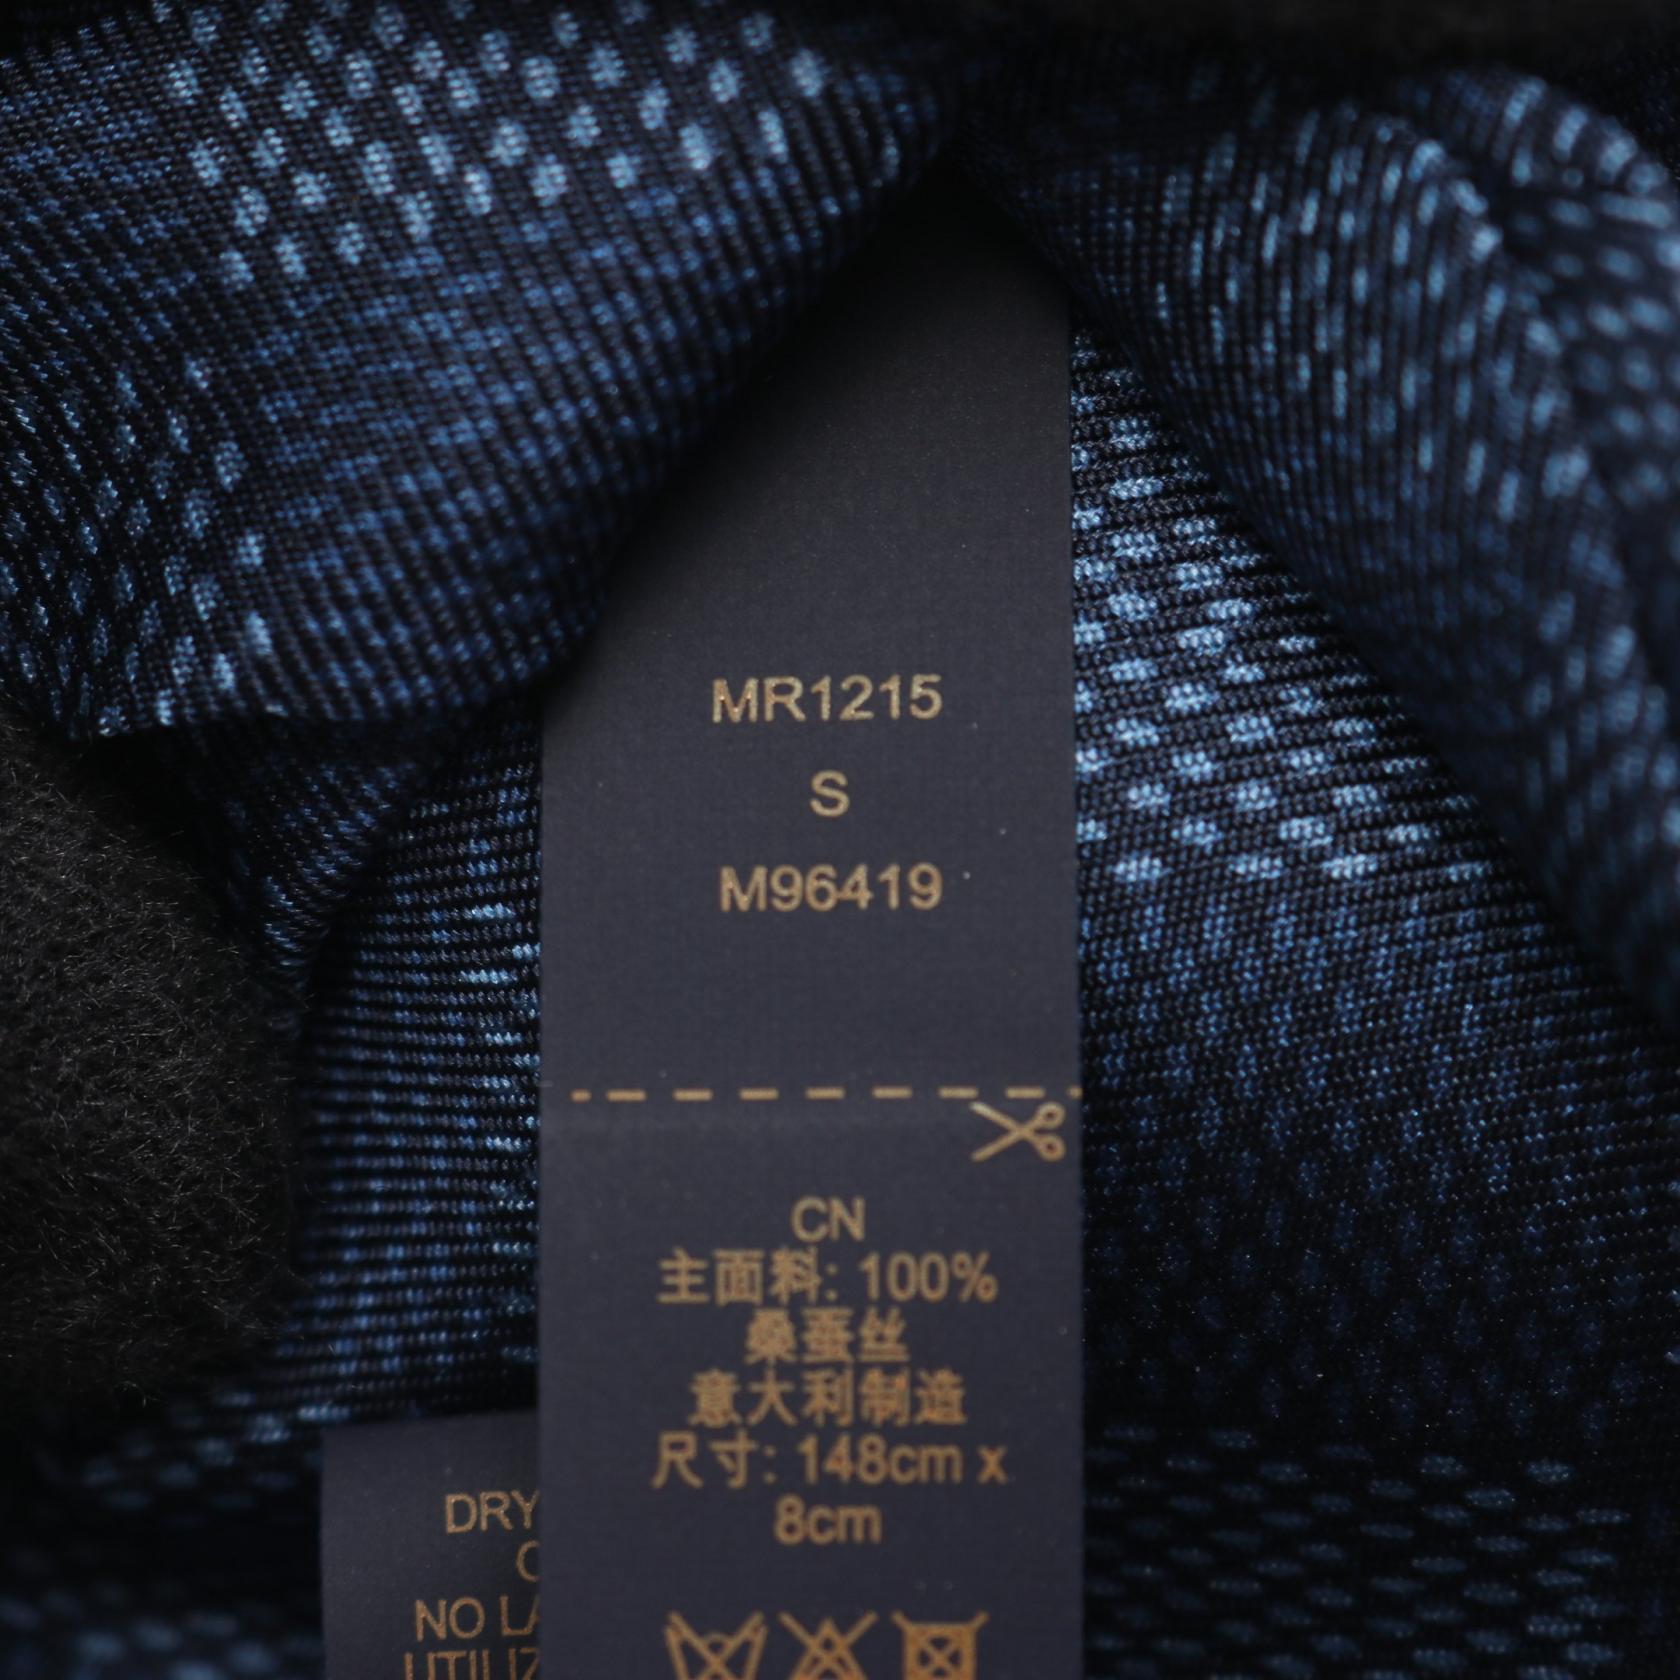 MR1215
S
M96419
CN
主面料: 100%
桑蚕丝
意大利制造
尺寸: 148cm x
8cm
DRY
NO LA
UTILIZ